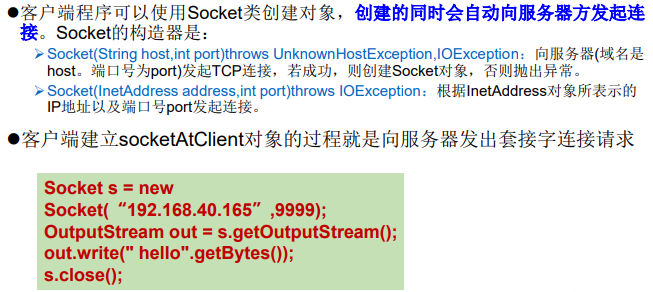 ●客户端程序可以使用Socket类创建对象，创建的同时会自动向服务器方发起连
接。Socket的构造器是：
➢Socket(String host,int port)throws UnknownHostException,IOException：向服务器(域名是
host。端口号为port)发起TCP连接，若成功，则创建Socket对象，否则抛出异常。
➢Socket(InetAddress address,int port)throws IOException：根据InetAddress对象所表示的
IP地址以及端口号port发起连接。
●客户端建立socketAtClient对象的过程就是向服务器发出套接字连接请求
Socket s = new
Socket(“192.168.40.165”,9999);
OutputStream out = s.getOutputStream();
out.write(" hello".getBytes());
s.close();